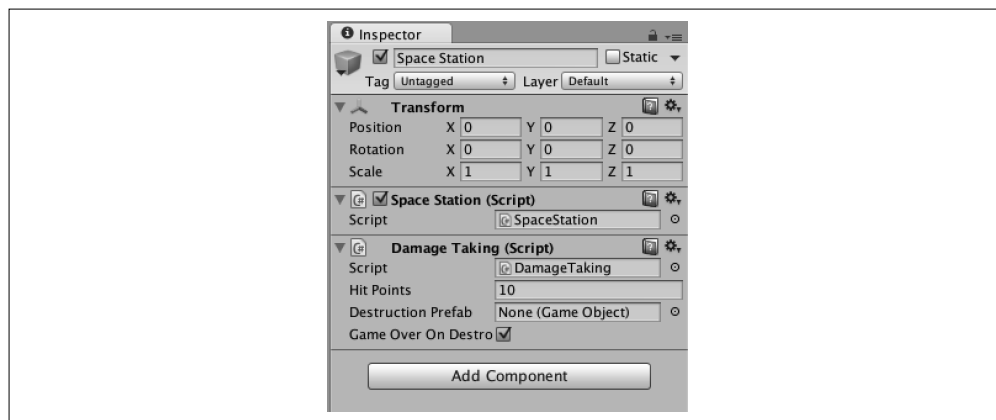 Inspector
Space Station Static
Tag Untagged Layer Default
Transform
Position X 0 Y 0 Z 0
Rotation X 0 Y 0 Z 0
Scale X 1 Y 1 Z 1
Space Station (Script)
Script SpaceStation
Damage Taking (Script)
Script DamageTaking
Hit Points 10
Destruction Prefab None (Game Object)
Game Over On Destro
Add Component